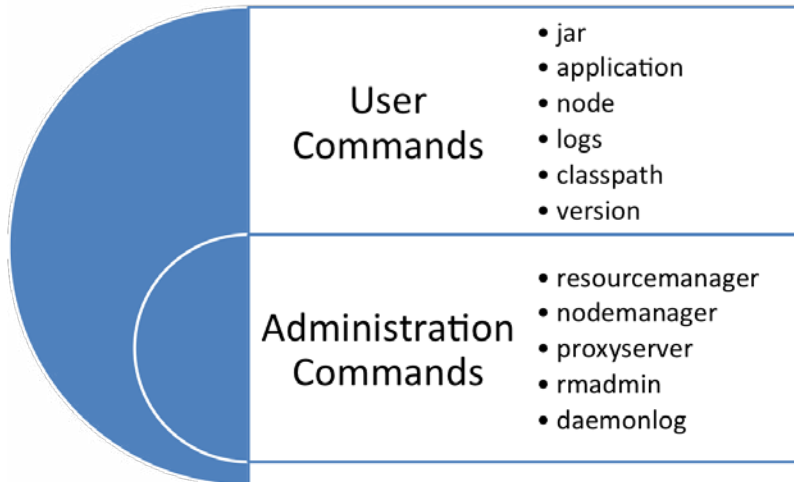 User
Commands
• jar
• application
• node
• logs
• classpath
• version
Administration
Commands
• resourcemanager
• nodemanager
• proxyserver
• rmadmin
• daemonlog